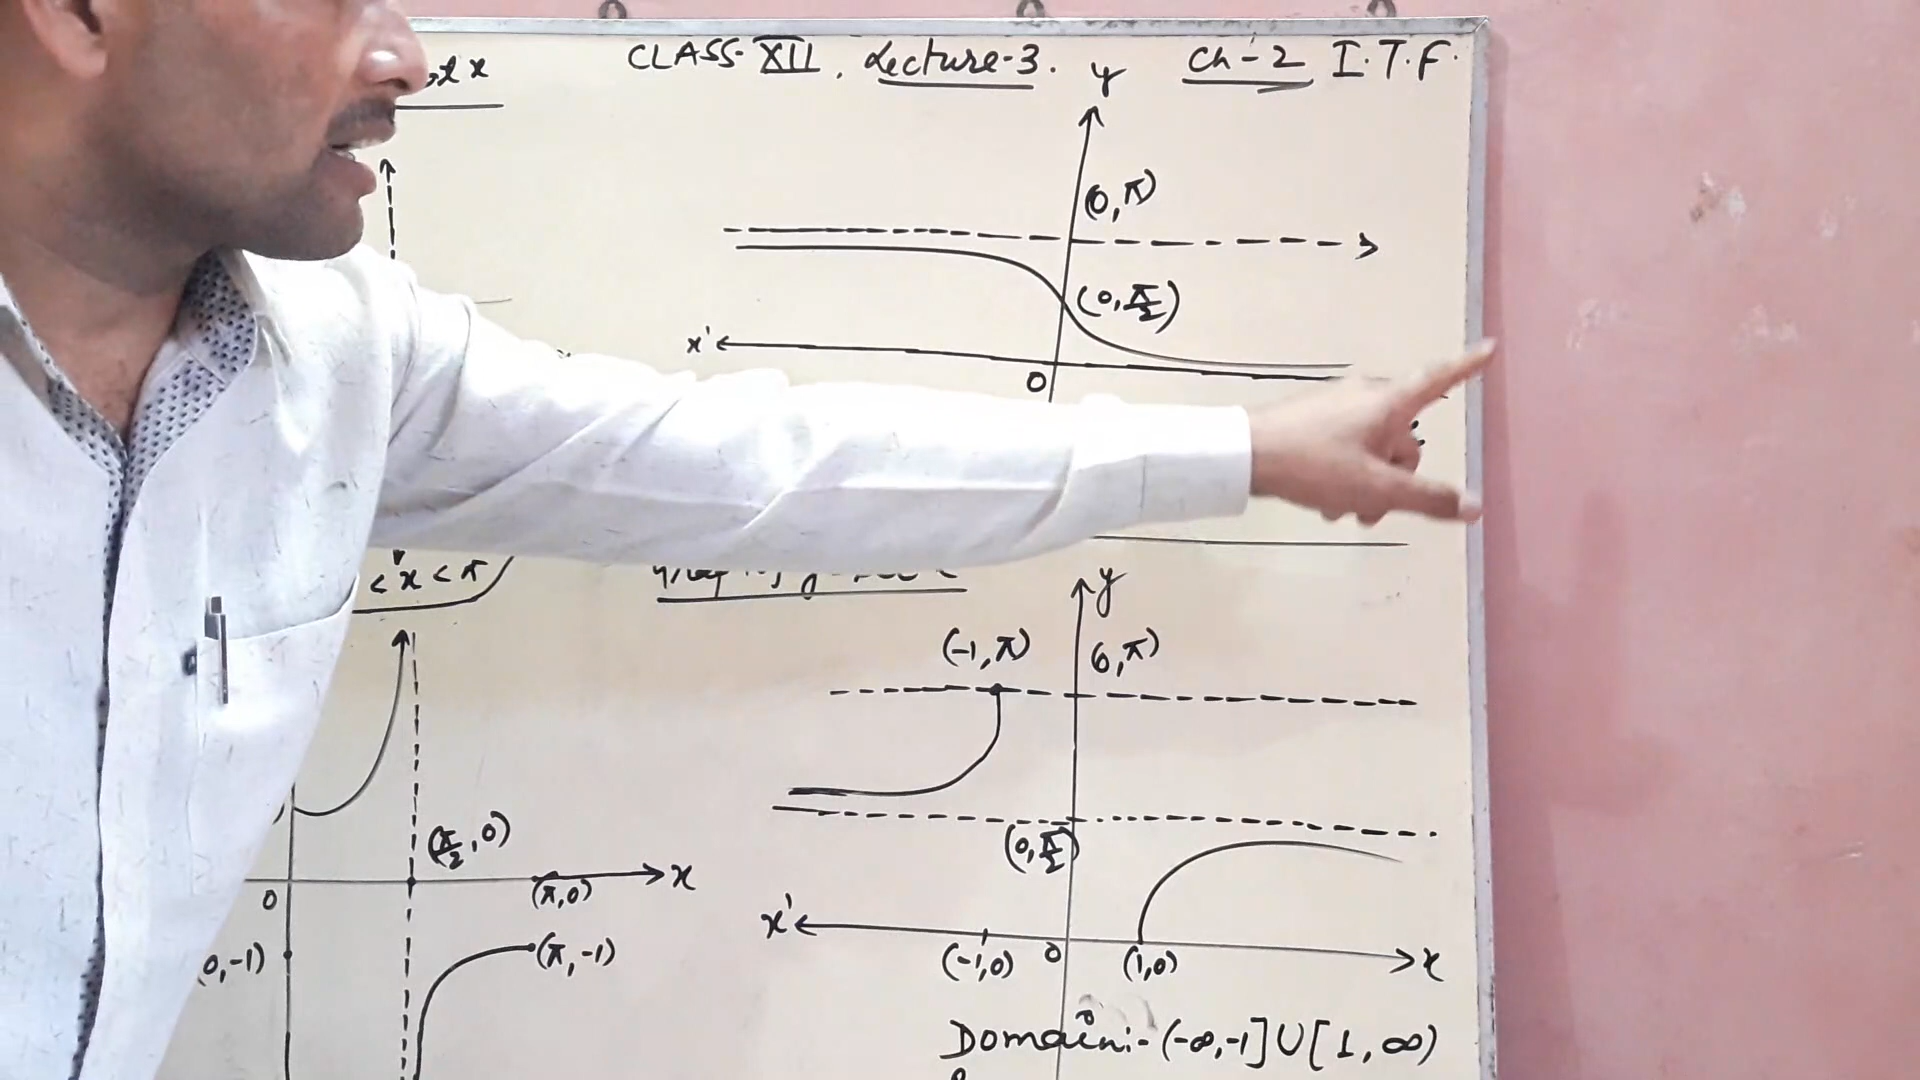 CLASS-XII, Lecture-3. Ch-2 I.T.F.
y
(0, π)
(0, π/2)
x'
0
< x < π
y
(-1, π) (0, π)
(π/2, 0)
(0, π/2)
x
0
(π, 0)
x'
(0, -1)
(π, -1)
(-1, 0) 0 (1, 0)
x
Domain:- (-∞, -1] U [1, ∞)